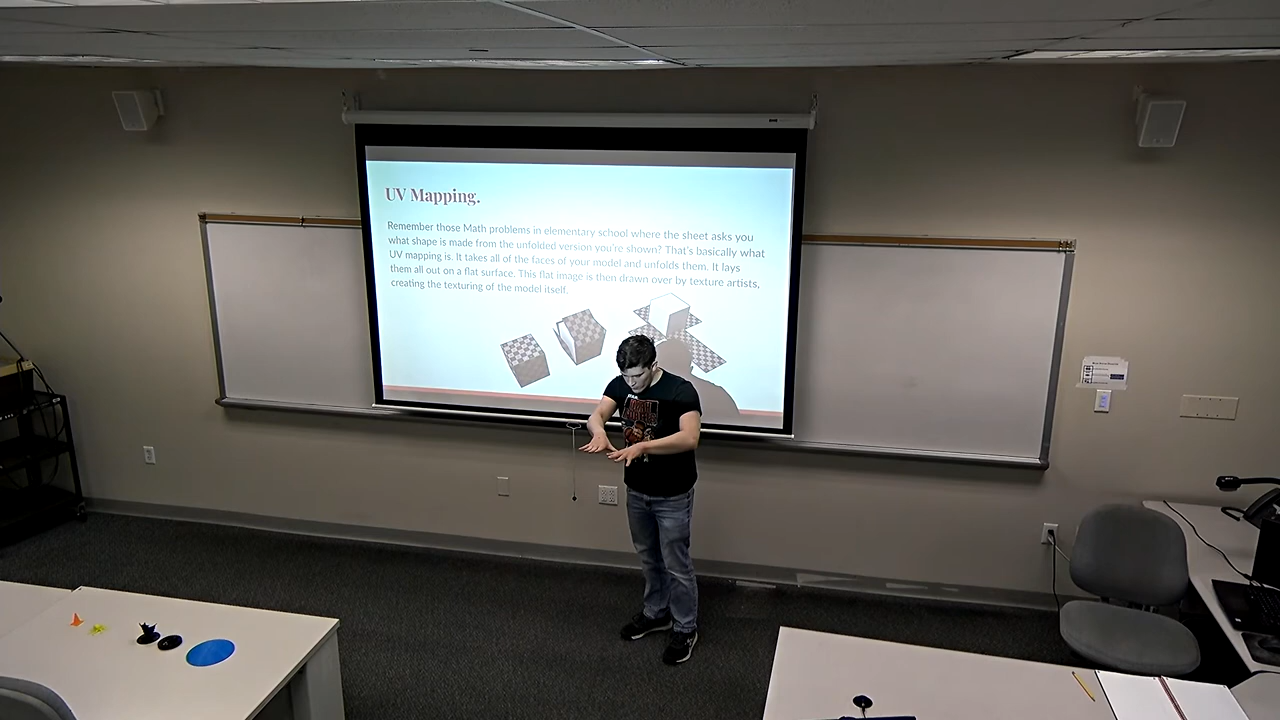 UV Mapping.
Remember those Math problems in elementary school where the sheet asks you
what shape is made from the unfolded version you're shown? That's basically what
UV mapping is. It takes all of the faces of your model and unfolds them. It lays
them all out on a flat surface. This flat image is then drawn over by texture artists,
creating the texturing of the model itself.